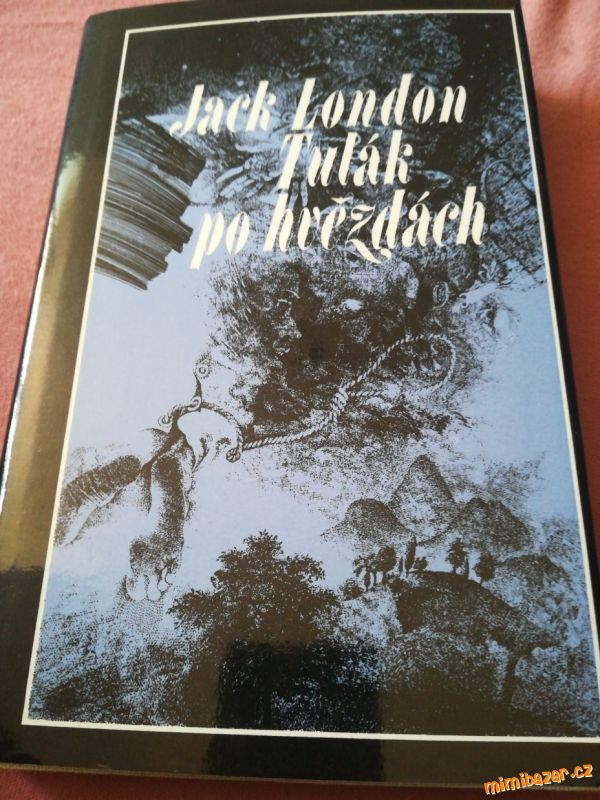 Jack London
Tulák
po hvězdách
mimibazar.cz